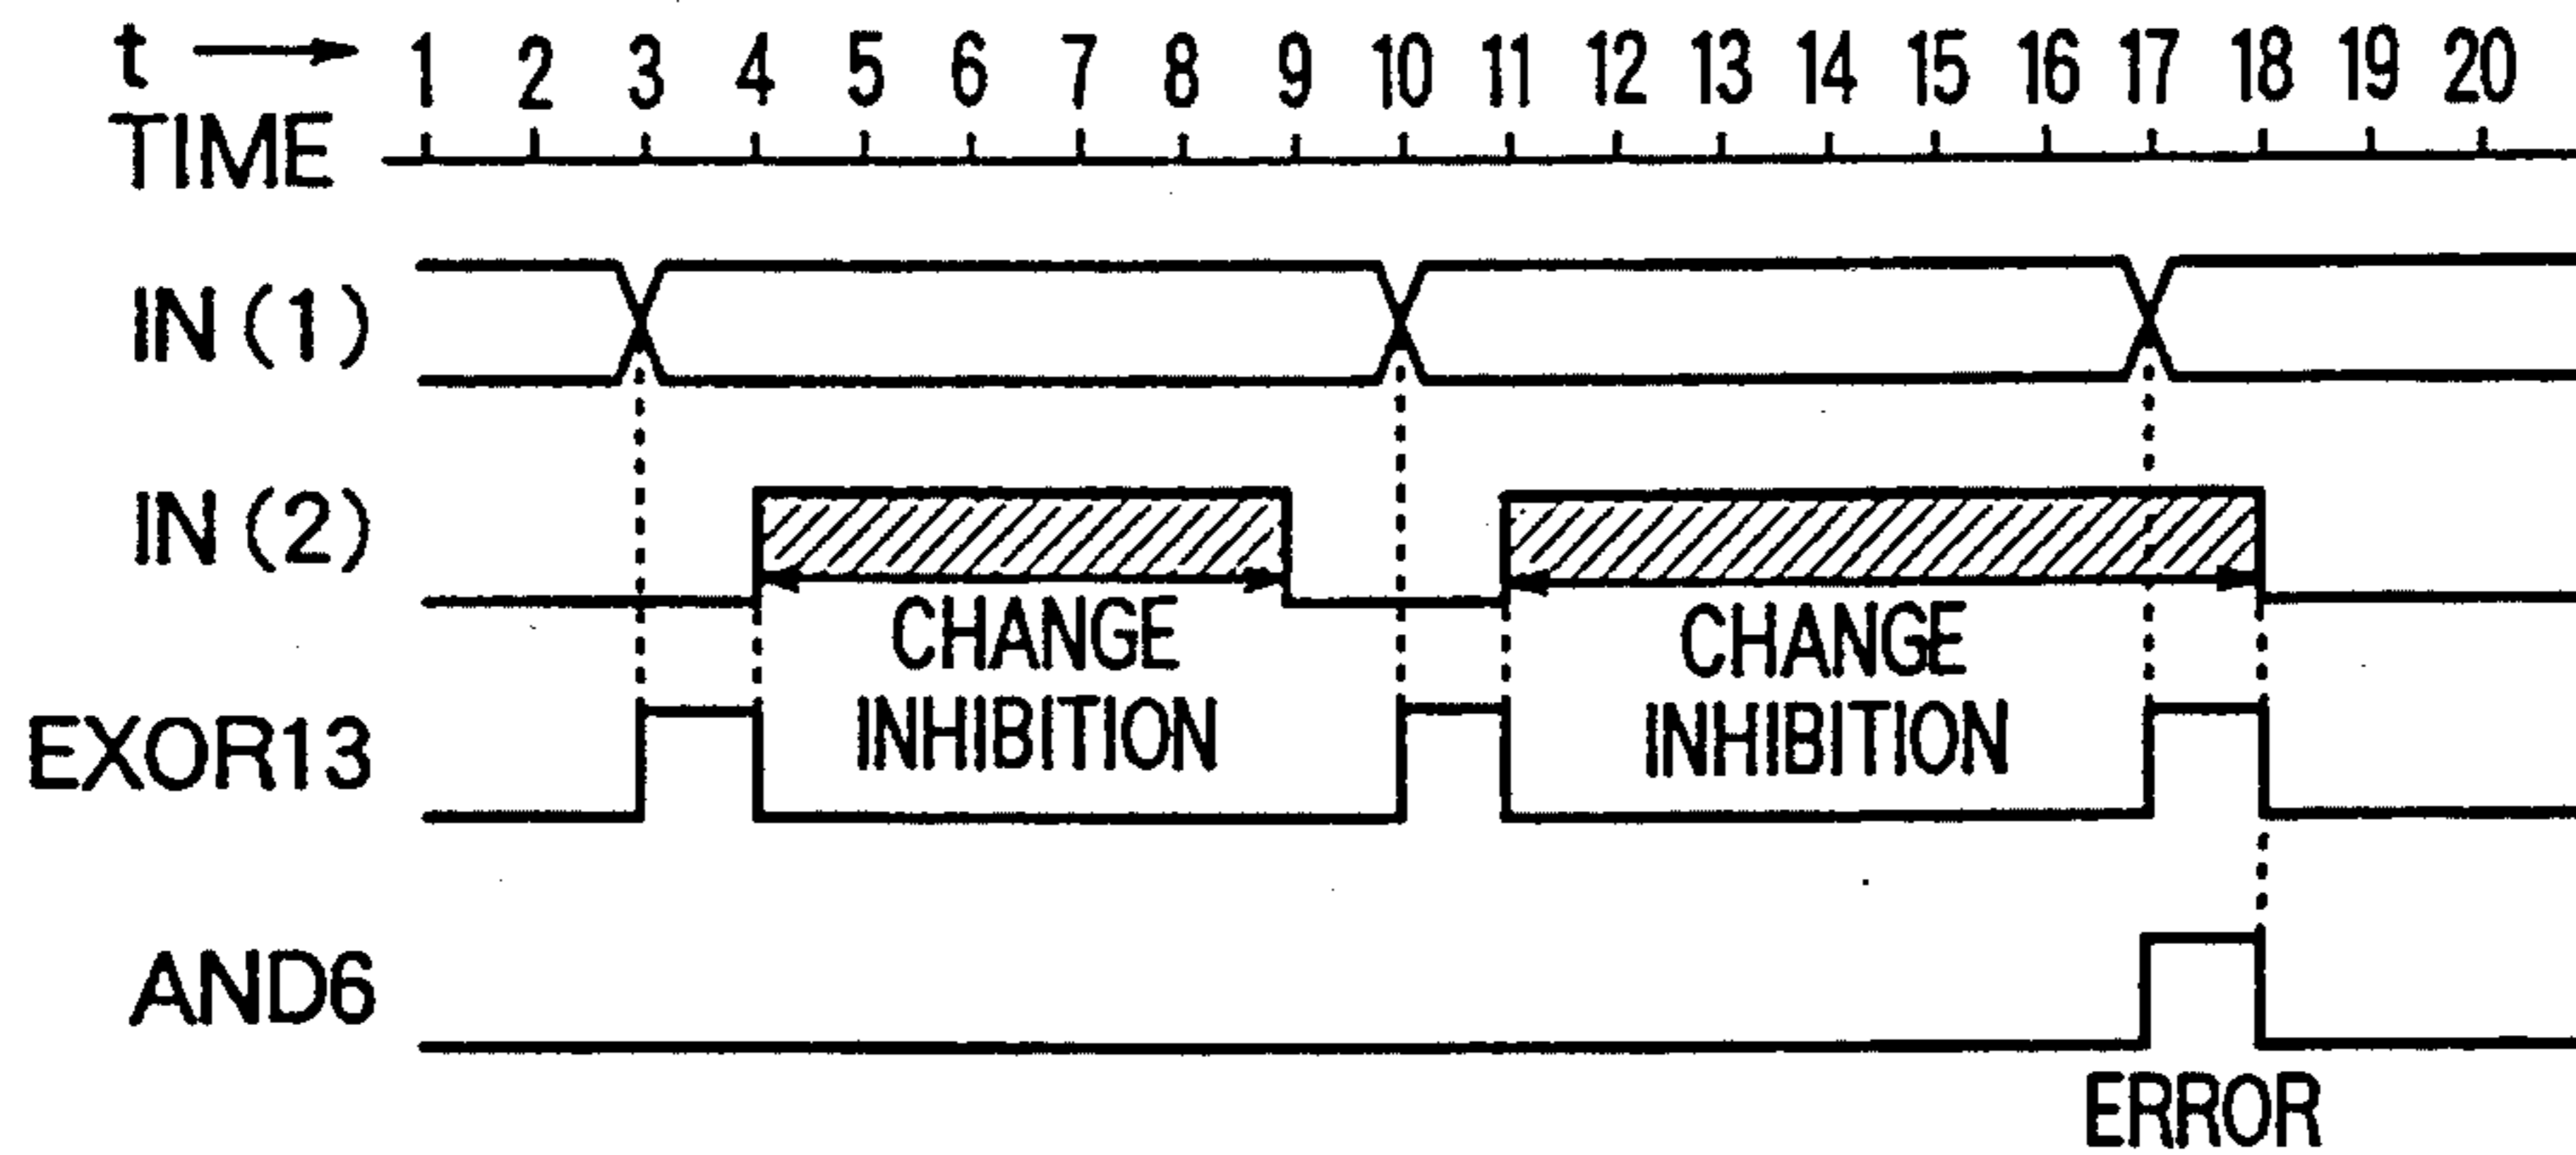 t 1 2 3 4 5 6 7 8 9 10 11 12 13 14 15 16 17 18 19 20
TIME
IN (1)
IN (2)
CHANGE INHIBITION
CHANGE INHIBITION
EXOR13
AND6
ERROR